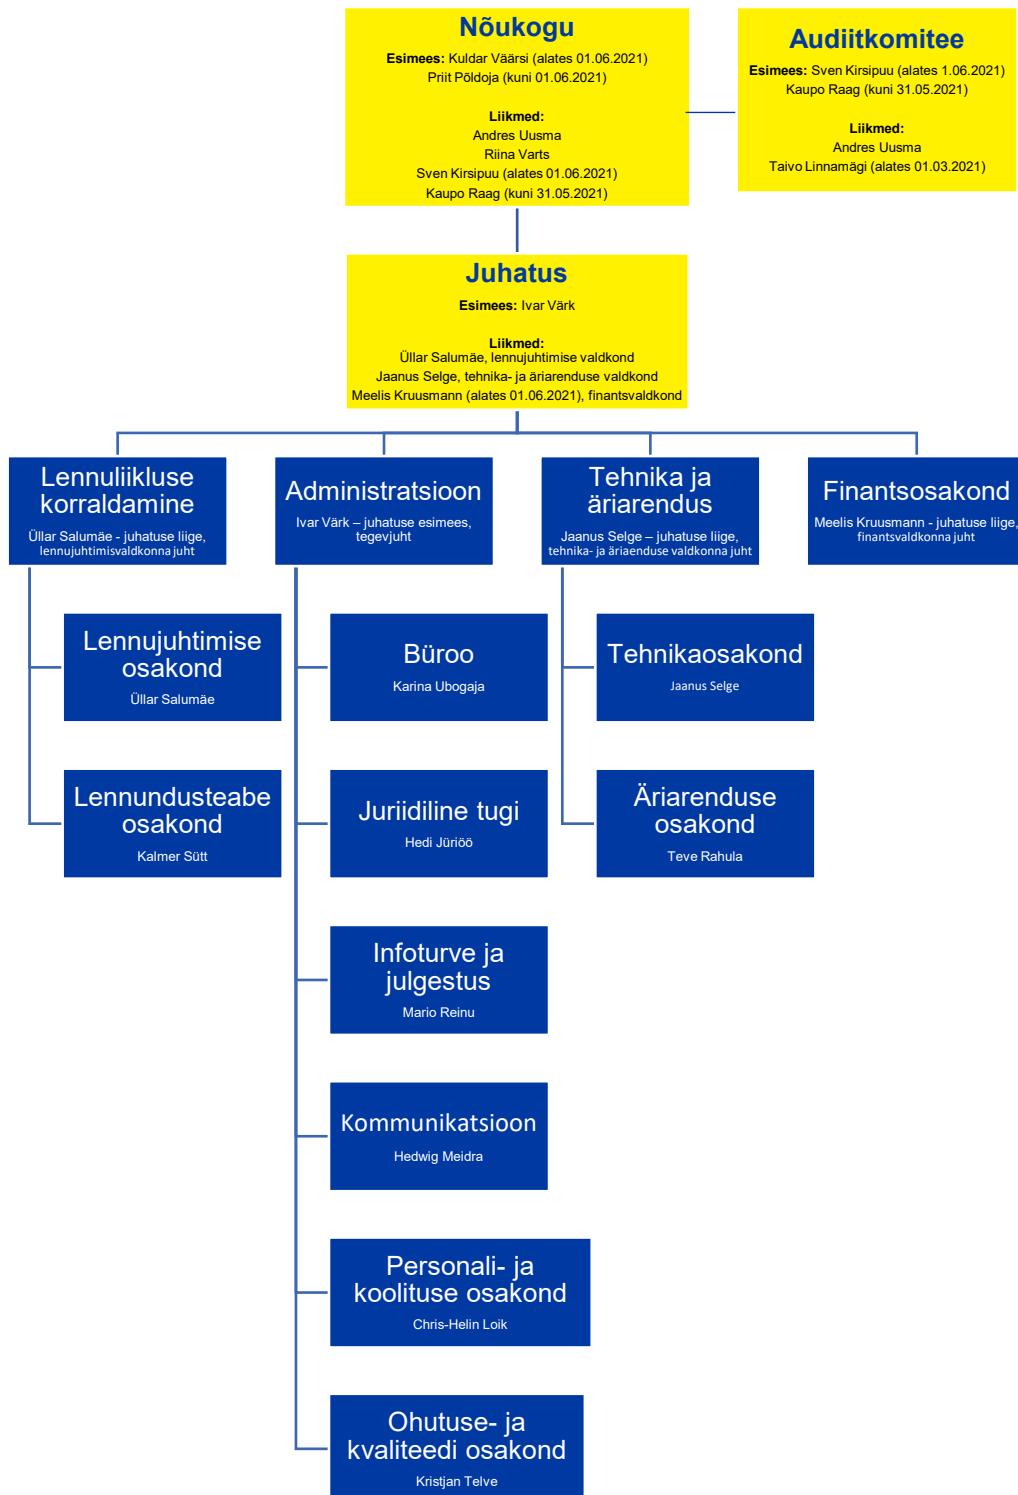 Nõukogu
Esimees: Kuldar Väärsi (alates 01.06.2021)
Priit Põldoja (kuni 01.06.2021)
Liikmed:
Andres Uusma
Riina Varts
Sven Kirsipuu (alates 01.06.2021)
Kaupo Raag (kuni 31.05.2021)
Audiitkomitee
Esimees: Sven Kirsipuu (alates 1.06.2021)
Kaupo Raag (kuni 31.05.2021)
Liikmed:
Andres Uusma
Taivo Linnamägi (alates 01.03.2021)
Juhatus
Esimees: Ivar Värk
Liikmed:
Üllar Salumäe, lennujuhtimise valdkond
Jaanus Selge, tehnika- ja äriarenduse valdkond
Meelis Kruusmann (alates 01.06.2021), finantsvaldkond
Lennuliikluse
korraldamine
Üllar Salumäe - juhatuse liige,
lennujuhtimisvaldkonna juht
Administratsioon
Ivar Värk – juhatuse esimees,
tegevjuht
Tehnika ja
äriarendus
Jaanus Selge – juhatuse liige,
tehnika- ja äriaenduse valdkonna juht
Finantsosakond
Meelis Kruusmann - juhatuse liige,
finantsvaldkonna juht
Lennujuhtimise
osakond
Üllar Salumäe
Büroo
Karina Ubogaja
Tehnikaosakond
Jaanus Selge
Lennundusteabe
osakond
Kalmer Sütt
Juriidiline tugi
Hedi Jüriöö
Äriarenduse
osakond
Teve Rahula
Infoturve ja
julgestus
Mario Reinu
Kommunikatsioon
Hedwig Meidra
Personali- ja
koolituse osakond
Chris-Helin Loik
Ohutuse- ja
kvaliteedi osakond
Kristjan Telve